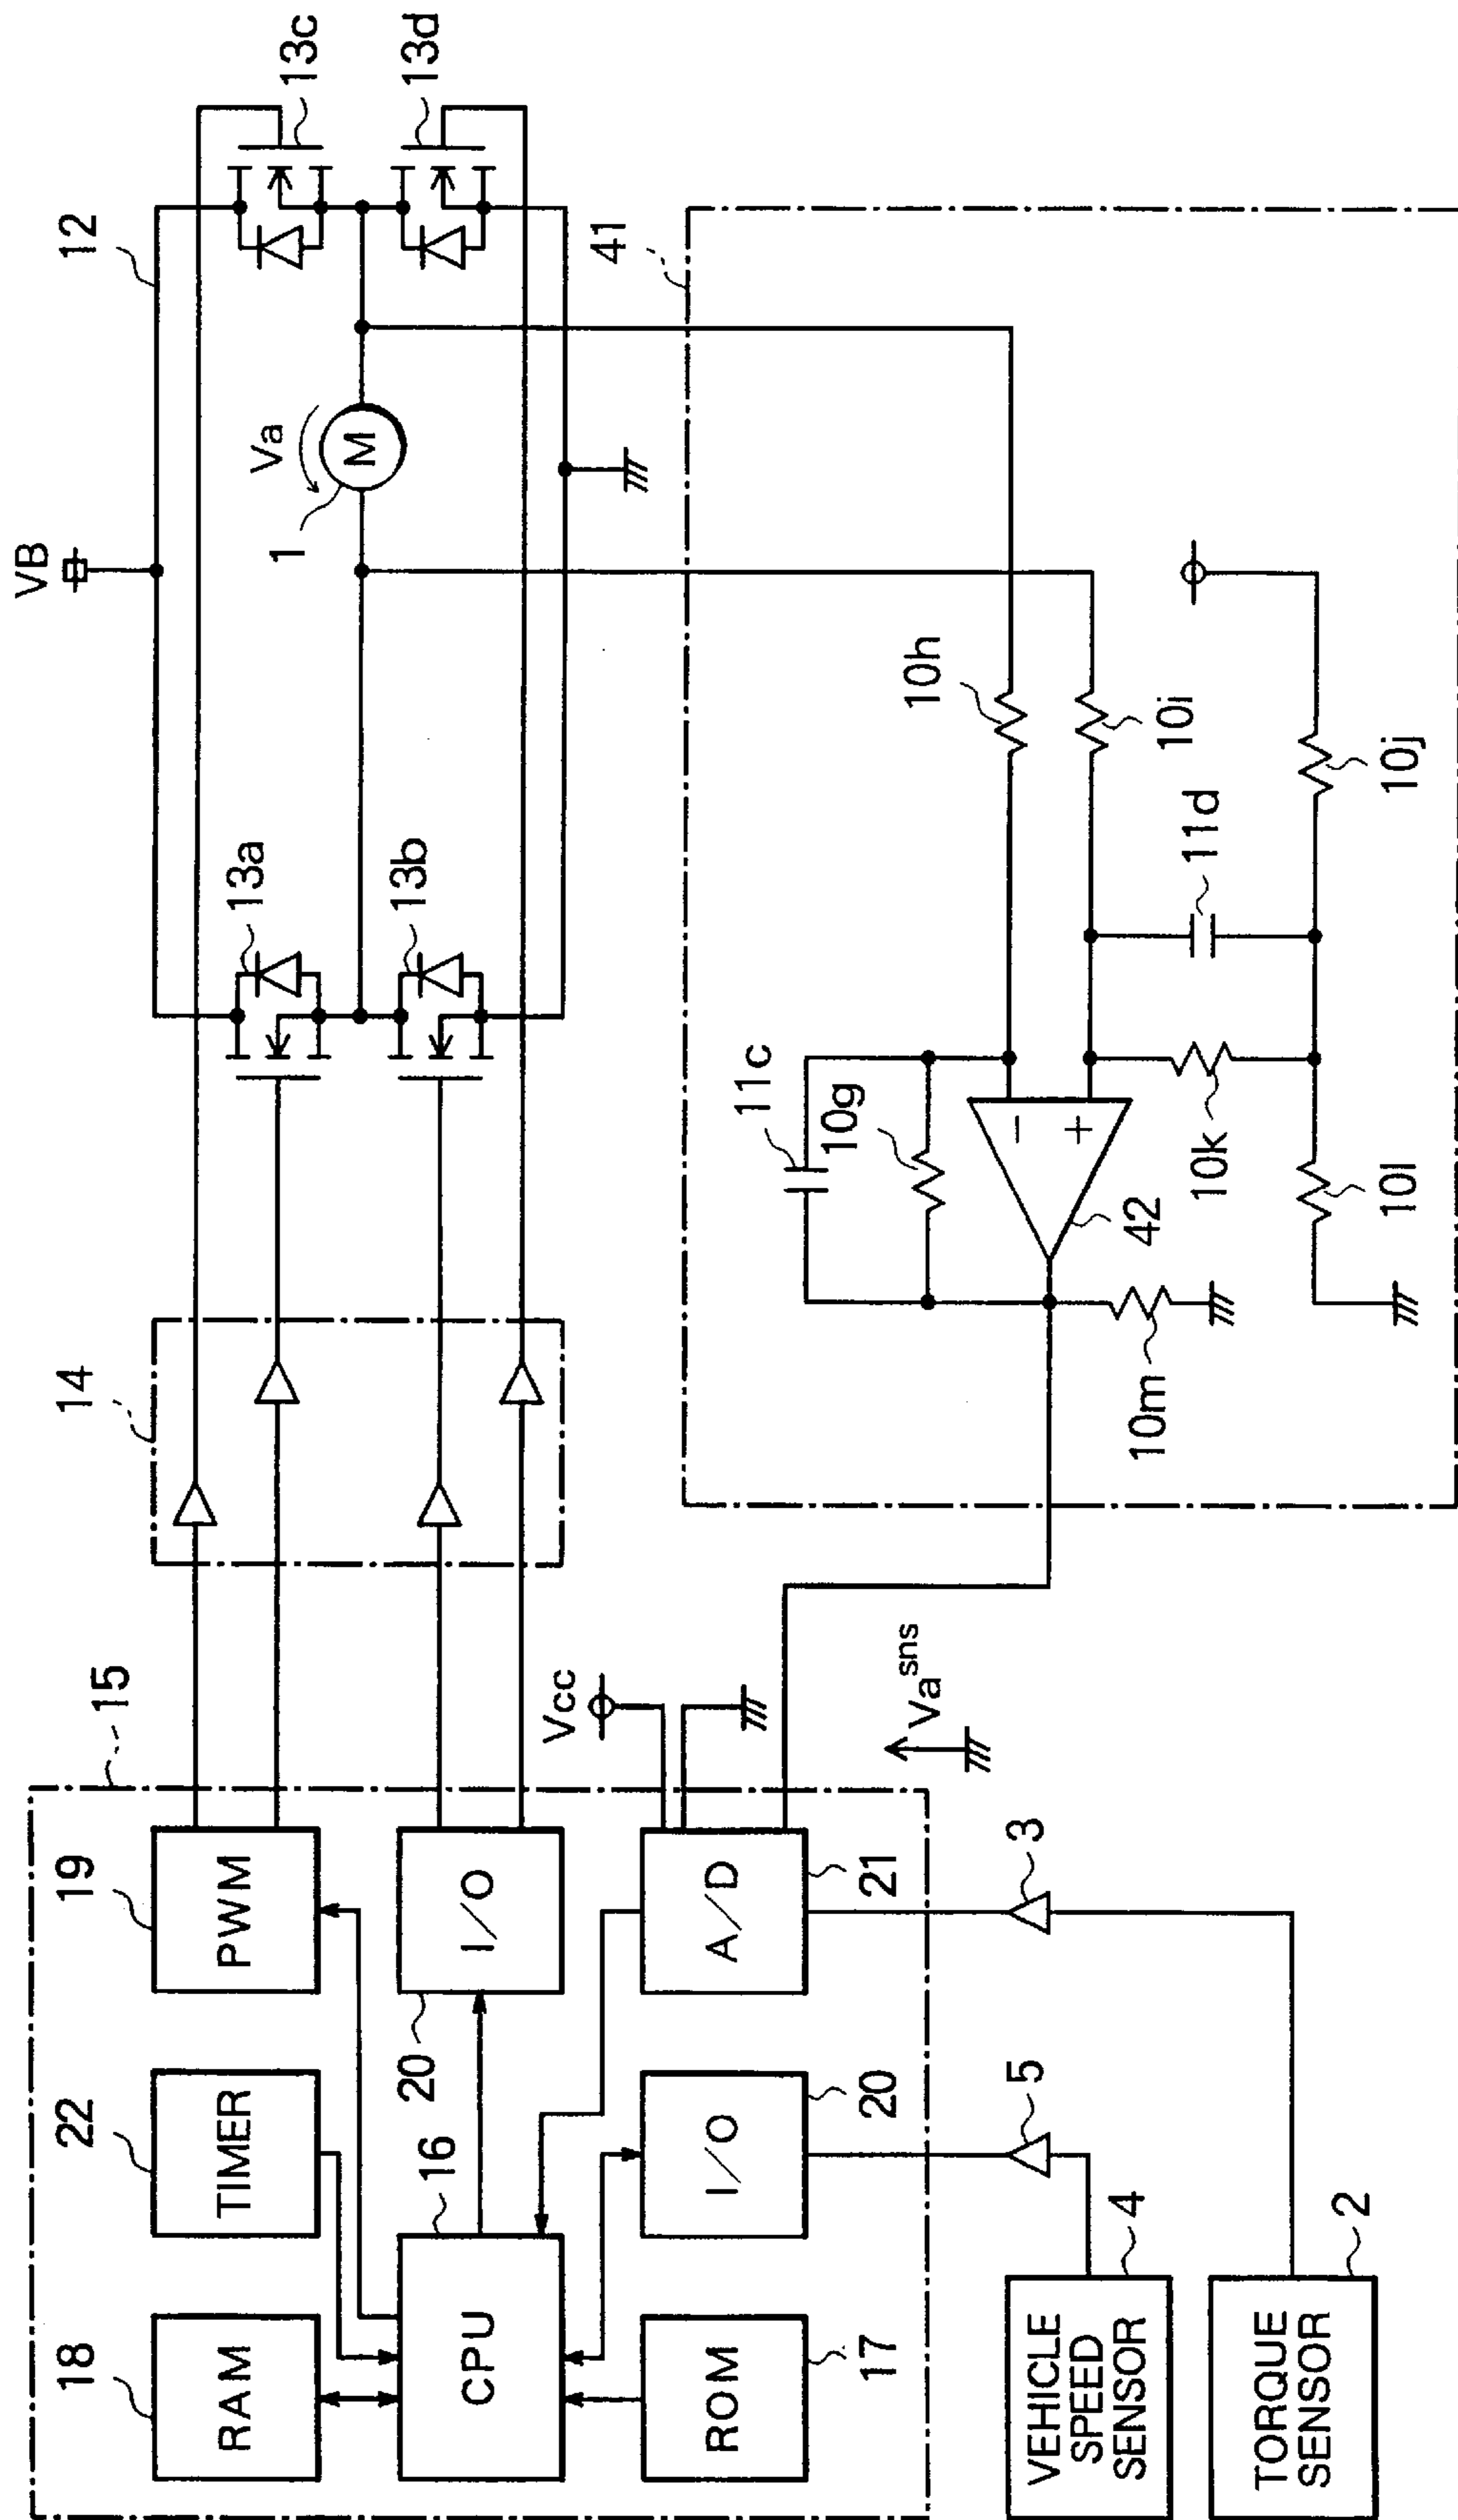 18
RAM
22
TIMER
19
PWM
15
16
CPU
20
I/O
17
ROM
20
I/O
21
A/D
Vcc
Va sns
4
VEHICLE
SPEED
SENSOR
5
2
TORQUE
SENSOR
3
14
12
VB
13a
13b
13c
13d
Va
M
1
41
11c
10g
10h
10i
11d
10j
10k
10l
10m
42
−
+